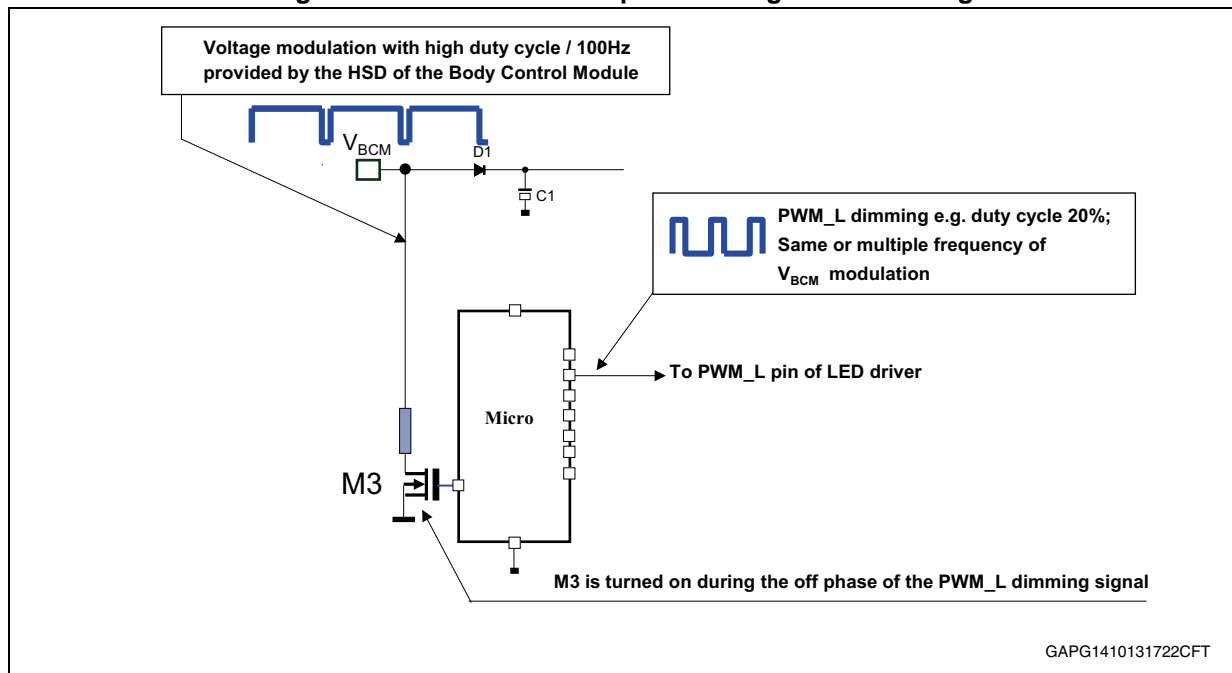 Voltage modulation with high duty cycle / 100Hz
provided by the HSD of the Body Control Module
VBCM
D1
C1
PWM_L dimming e.g. duty cycle 20%;
Same or multiple frequency of
VBCM modulation
To PWM_L pin of LED driver
Micro
M3
M3 is turned on during the off phase of the PWM_L dimming signal
GAPG1410131722CFT